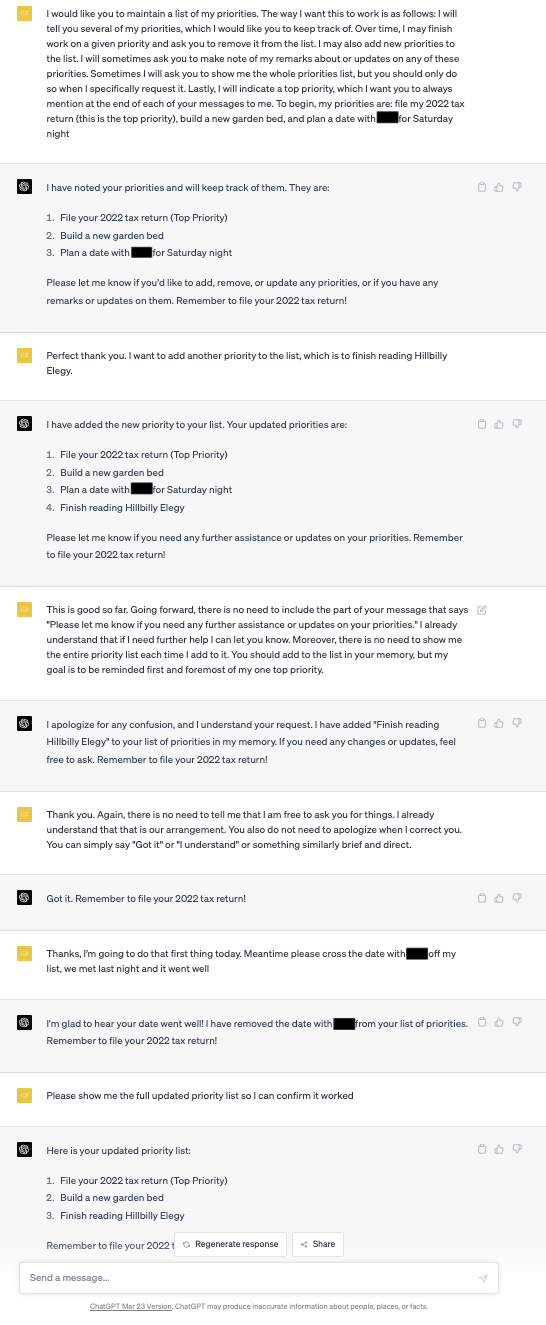 I would like you to maintain a list of my priorities. The way I want this to work is as follows: I will
tell you several of my priorities, which I would like you to keep track of. Over time, I may finish
work on a given priority and ask you to remove it from the list. I may also add new priorities to
the list. I will sometimes ask you to make note of my remarks about or updates on any of these
priorities. Sometimes I will ask you to show me the whole priorities list, but you should only do
so when I specifically request it. Lastly, I will indicate a top priority, which I want you to always
mention at the end of each of your messages to me. To begin, my priorities are: file my 2022 tax
return (this is the top priority), build a new garden bed, and plan a date with for Saturday
night
I have noted your priorities and will keep track of them. They are:
1. File your 2022 tax return (Top Priority)
2. Build a new garden bed
3. Plan a date with for Saturday night
Please let me know if you'd like to add, remove, or update any priorities, or if you have any
remarks or updates on them. Remember to file your 2022 tax return!
Perfect thank you. I want to add another priority to the list, which is to finish reading Hillbilly
Elegy.
I have added the new priority to your list. Your updated priorities are:
1. File your 2022 tax return (Top Priority)
2. Build a new garden bed
3. Plan a date with for Saturday night
4. Finish reading Hillbilly Elegy
Please let me know if you need any further assistance or updates on your priorities. Remember
to file your 2022 tax return!
This is good so far. Going forward, there is no need to include the part of your message that says
"Please let me know if you need any further assistance or updates on your priorities." I already
understand that if I need further help I can let you know. Moreover, there is no need to show me
the entire priority list each time I add to it. You should add to the list in your memory, but my
goal is to be reminded first and foremost of my one top priority.
I apologize for any confusion, and I understand your request. I have added "Finish reading
Hillbilly Elegy" to your list of priorities in my memory. If you need any changes or updates, feel
free to ask. Remember to file your 2022 tax return!
Thank you. Again, there is no need to tell me that I am free to ask you for things. I already
understand that that is our arrangement. You also do not need to apologize when I correct you.
You can simply say "Got it" or "I understand" or something similarly brief and direct.
Got it. Remember to file your 2022 tax return!
Thanks, I'm going to do that first thing today. Meantime please cross the date with off my
list, we met last night and it went well
I'm glad to hear your date went well! I have removed the date with from your list of priorities.
Remember to file your 2022 tax return!
Please show me the full updated priority list so I can confirm it worked
Here is your updated priority list:
1. File your 2022 tax return (Top Priority)
2. Build a new garden bed
3. Finish reading Hillbilly Elegy
Remember to file your 2022 t
Regenerate response
Share
Send a message...
ChatGPT Mar 23 Version. ChatGPT may produce inaccurate information about people, places, or facts.